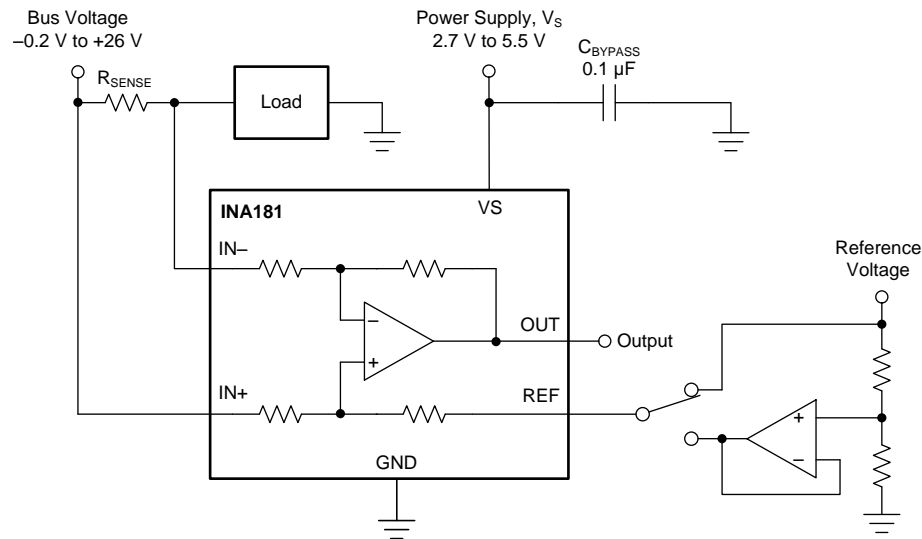 Bus Voltage
–0.2 V to +26 V
Power Supply, VS
2.7 V to 5.5 V
CBYPASS
0.1 µF
RSENSE
Load
INA181
VS
IN–
Reference
Voltage
–
OUT
Output
+
IN+
REF
+
–
GND